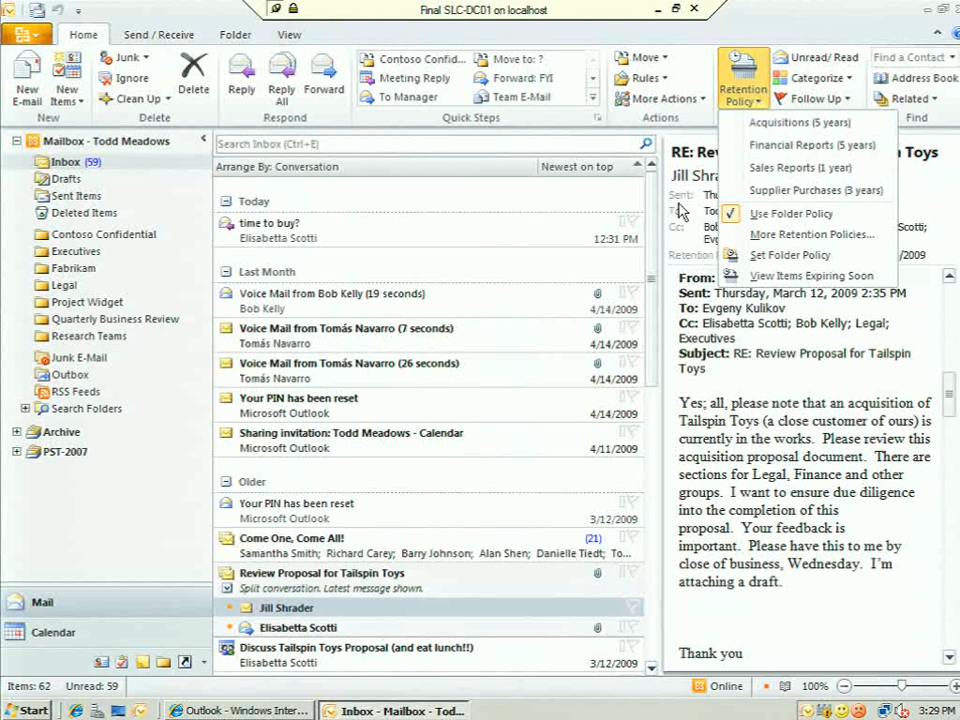 Final SLC-DC01 on localhost
Home
Send / Receive
Folder
View
New E-mail
New Items
New
Junk
Ignore
Clean Up
Delete
Delete
Reply
Reply All
Forward
Respond
Contoso Confid...
Meeting Reply
To Manager
Move to: ?
Forward: FYI
Team E-Mail
Quick Steps
Move
Rules
More Actions
Actions
Retention Policy
Unread/Read
Categorize
Follow Up
Find a Contact
Address Book
Related
Find
Acquisitions (5 years)
Financial Reports (5 years)
Sales Reports (1 year)
Supplier Purchases (3 years)
Use Folder Policy
More Retention Policies...
Set Folder Policy
View Items Expiring Soon
Mailbox - Todd Meadows
Inbox (59)
Drafts
Sent Items
Deleted Items
Contoso Confidential
Executives
Fabrikam
Legal
Project Widget
Quarterly Business Review
Research Teams
Junk E-Mail
Outbox
RSS Feeds
Search Folders
Archive
PST-2007
Mail
Calendar
Search Inbox (Ctrl+E)
Arrange By: Conversation
Newest on top
Today
time to buy?
Elisabetta Scotti 12:31 PM
Last Month
Voice Mail from Bob Kelly (19 seconds)
Bob Kelly 4/14/2009
Voice Mail from Tomás Navarro (7 seconds)
Tomás Navarro 4/14/2009
Voice Mail from Tomás Navarro (26 seconds)
Tomás Navarro 4/14/2009
Your PIN has been reset
Microsoft Outlook 4/14/2009
Sharing invitation: Todd Meadows - Calendar
4/11/2009
Older
Your PIN has been reset
Microsoft Outlook 3/12/2009
Come One, Come All! (21)
Samantha Smith; Richard Carey; Barry Johnson; Alan Shen; Danielle Tiedt; To...
Review Proposal for Tailspin Toys
Split conversation. Latest message shown.
Jill Shrader
Elisabetta Scotti
Discuss Tailspin Toys Proposal (and eat lunch!!)
Elisabetta Scotti 3/12/2009
RE: Rev
n Toys
Jill Shra
Sent: Thu
To: Too
Cc: Bob
Scotti;
Evg
Retention
/2009
From:
Sent: Thursday, March 12, 2009 2:35 PM
To: Evgeny Kulikov
Cc: Elisabetta Scotti; Bob Kelly; Legal;
Executives
Subject: RE: Review Proposal for Tailspin
Toys
Yes; all, please note that an acquisition of
Tailspin Toys (a close customer of ours) is
currently in the works. Please review this
acquisition proposal document. There are
sections for Legal, Finance and other
groups. I want to ensure due diligence
into the completion of this
proposal. Your feedback is
important. Please have this to me by
close of business, Wednesday. I'm
attaching a draft.
Thank you
Items: 62
Unread: 59
Online
100%
Start
Outlook - Windows Inter...
Inbox - Mailbox - Tod...
3:29 PM